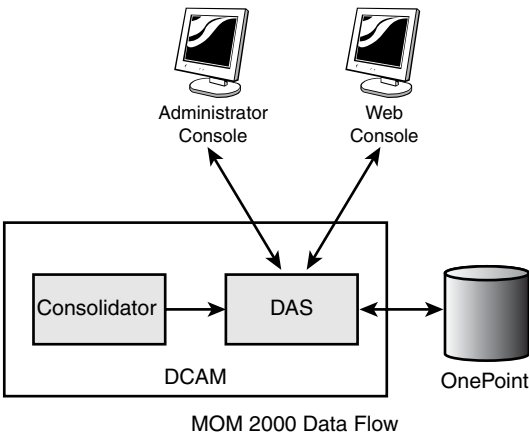 Administrator
Console
Web
Console
Consolidator
DAS
DCAM
OnePoint
MOM 2000 Data Flow